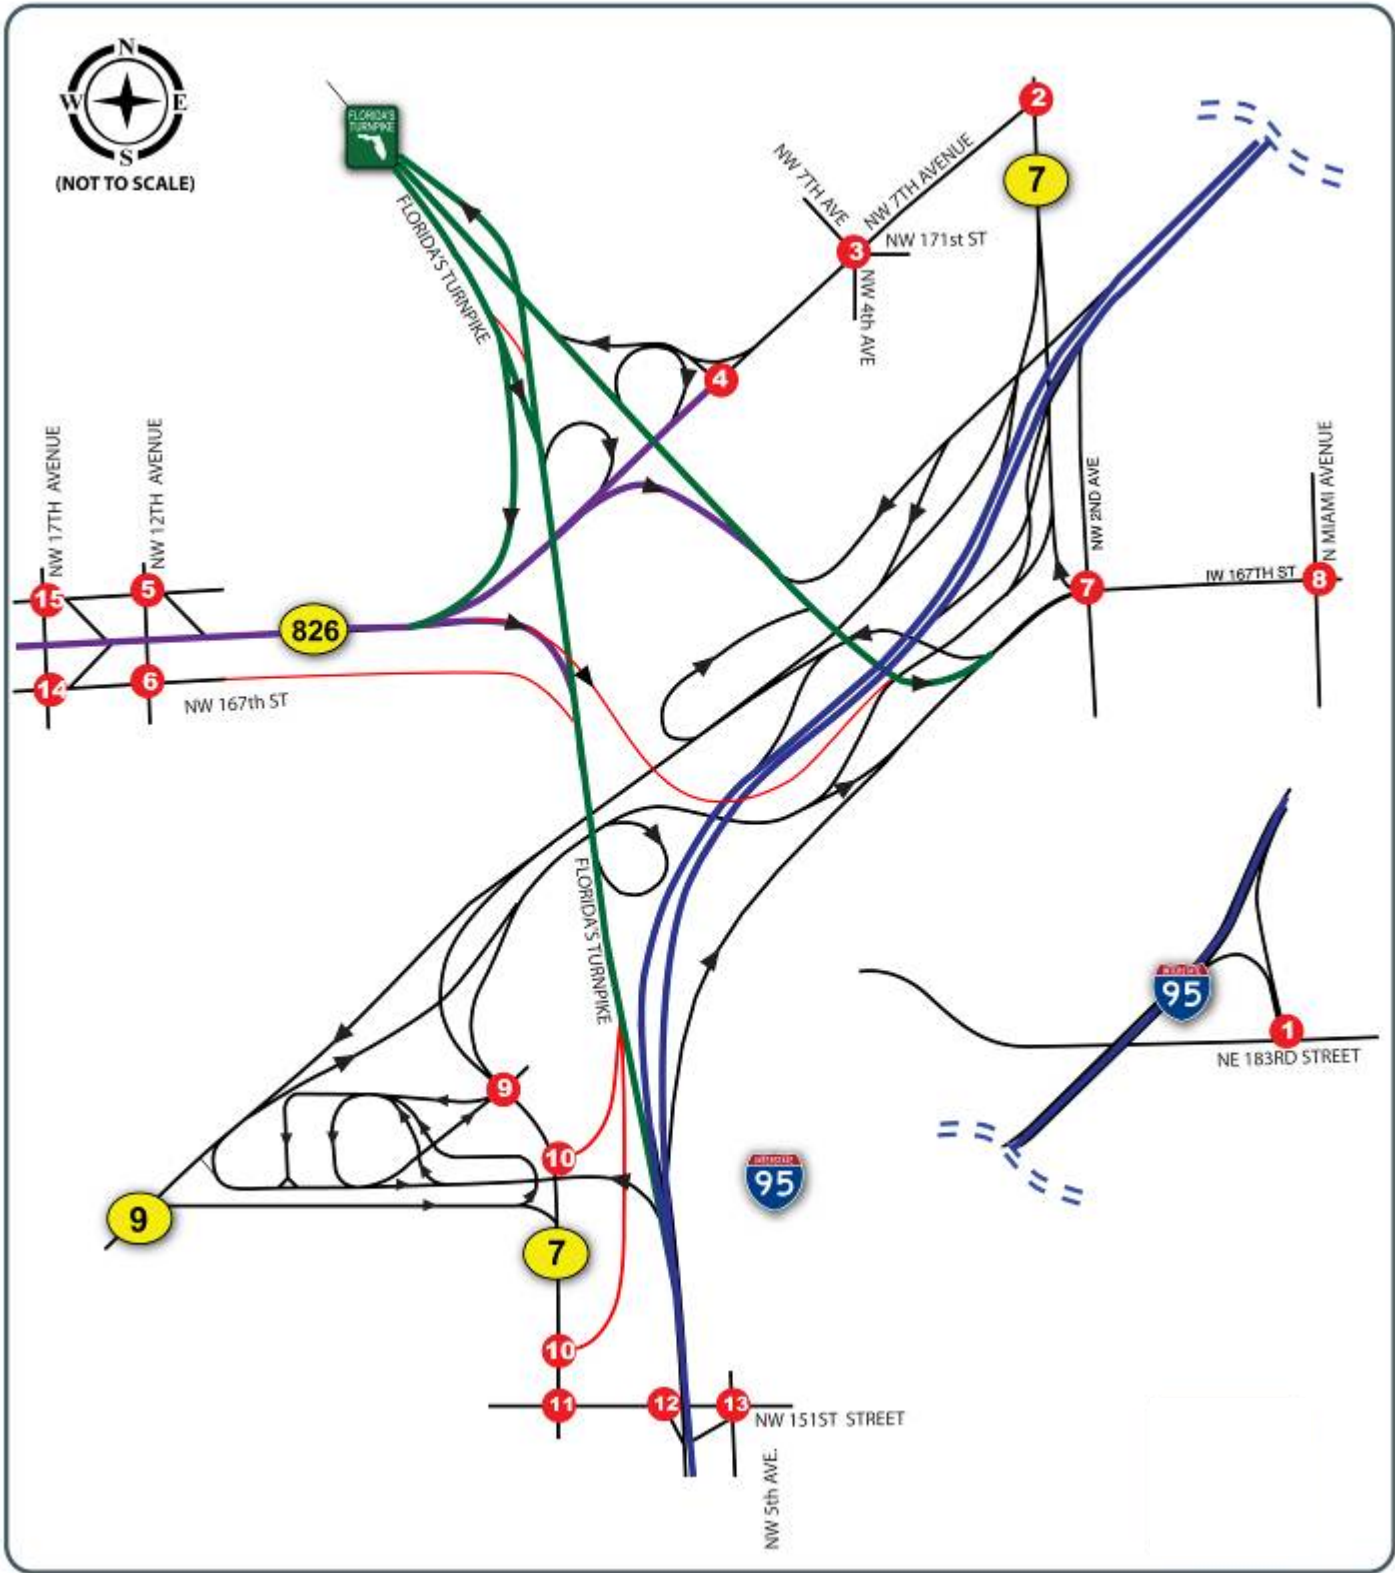 N
W E
S
(NOT TO SCALE)
FLORIDA'S
TURNPIKE
FLORIDA'S TURNPIKE
2
7
NW 7TH AVE
NW 7TH AVENUE
3
NW 171st ST
NW 4th AVE
4
NW 17TH AVENUE
NW 12TH AVENUE
15
5
826
14
6
NW 167th ST
NW 2ND AVE
7
IW 167TH ST
8
N MIAMI AVENUE
FLORIDA'S TURNPIKE
95
1
NE 183RD STREET
9
10
95
9
7
10
11
12
13
NW 151ST STREET
NW 5th AVE.